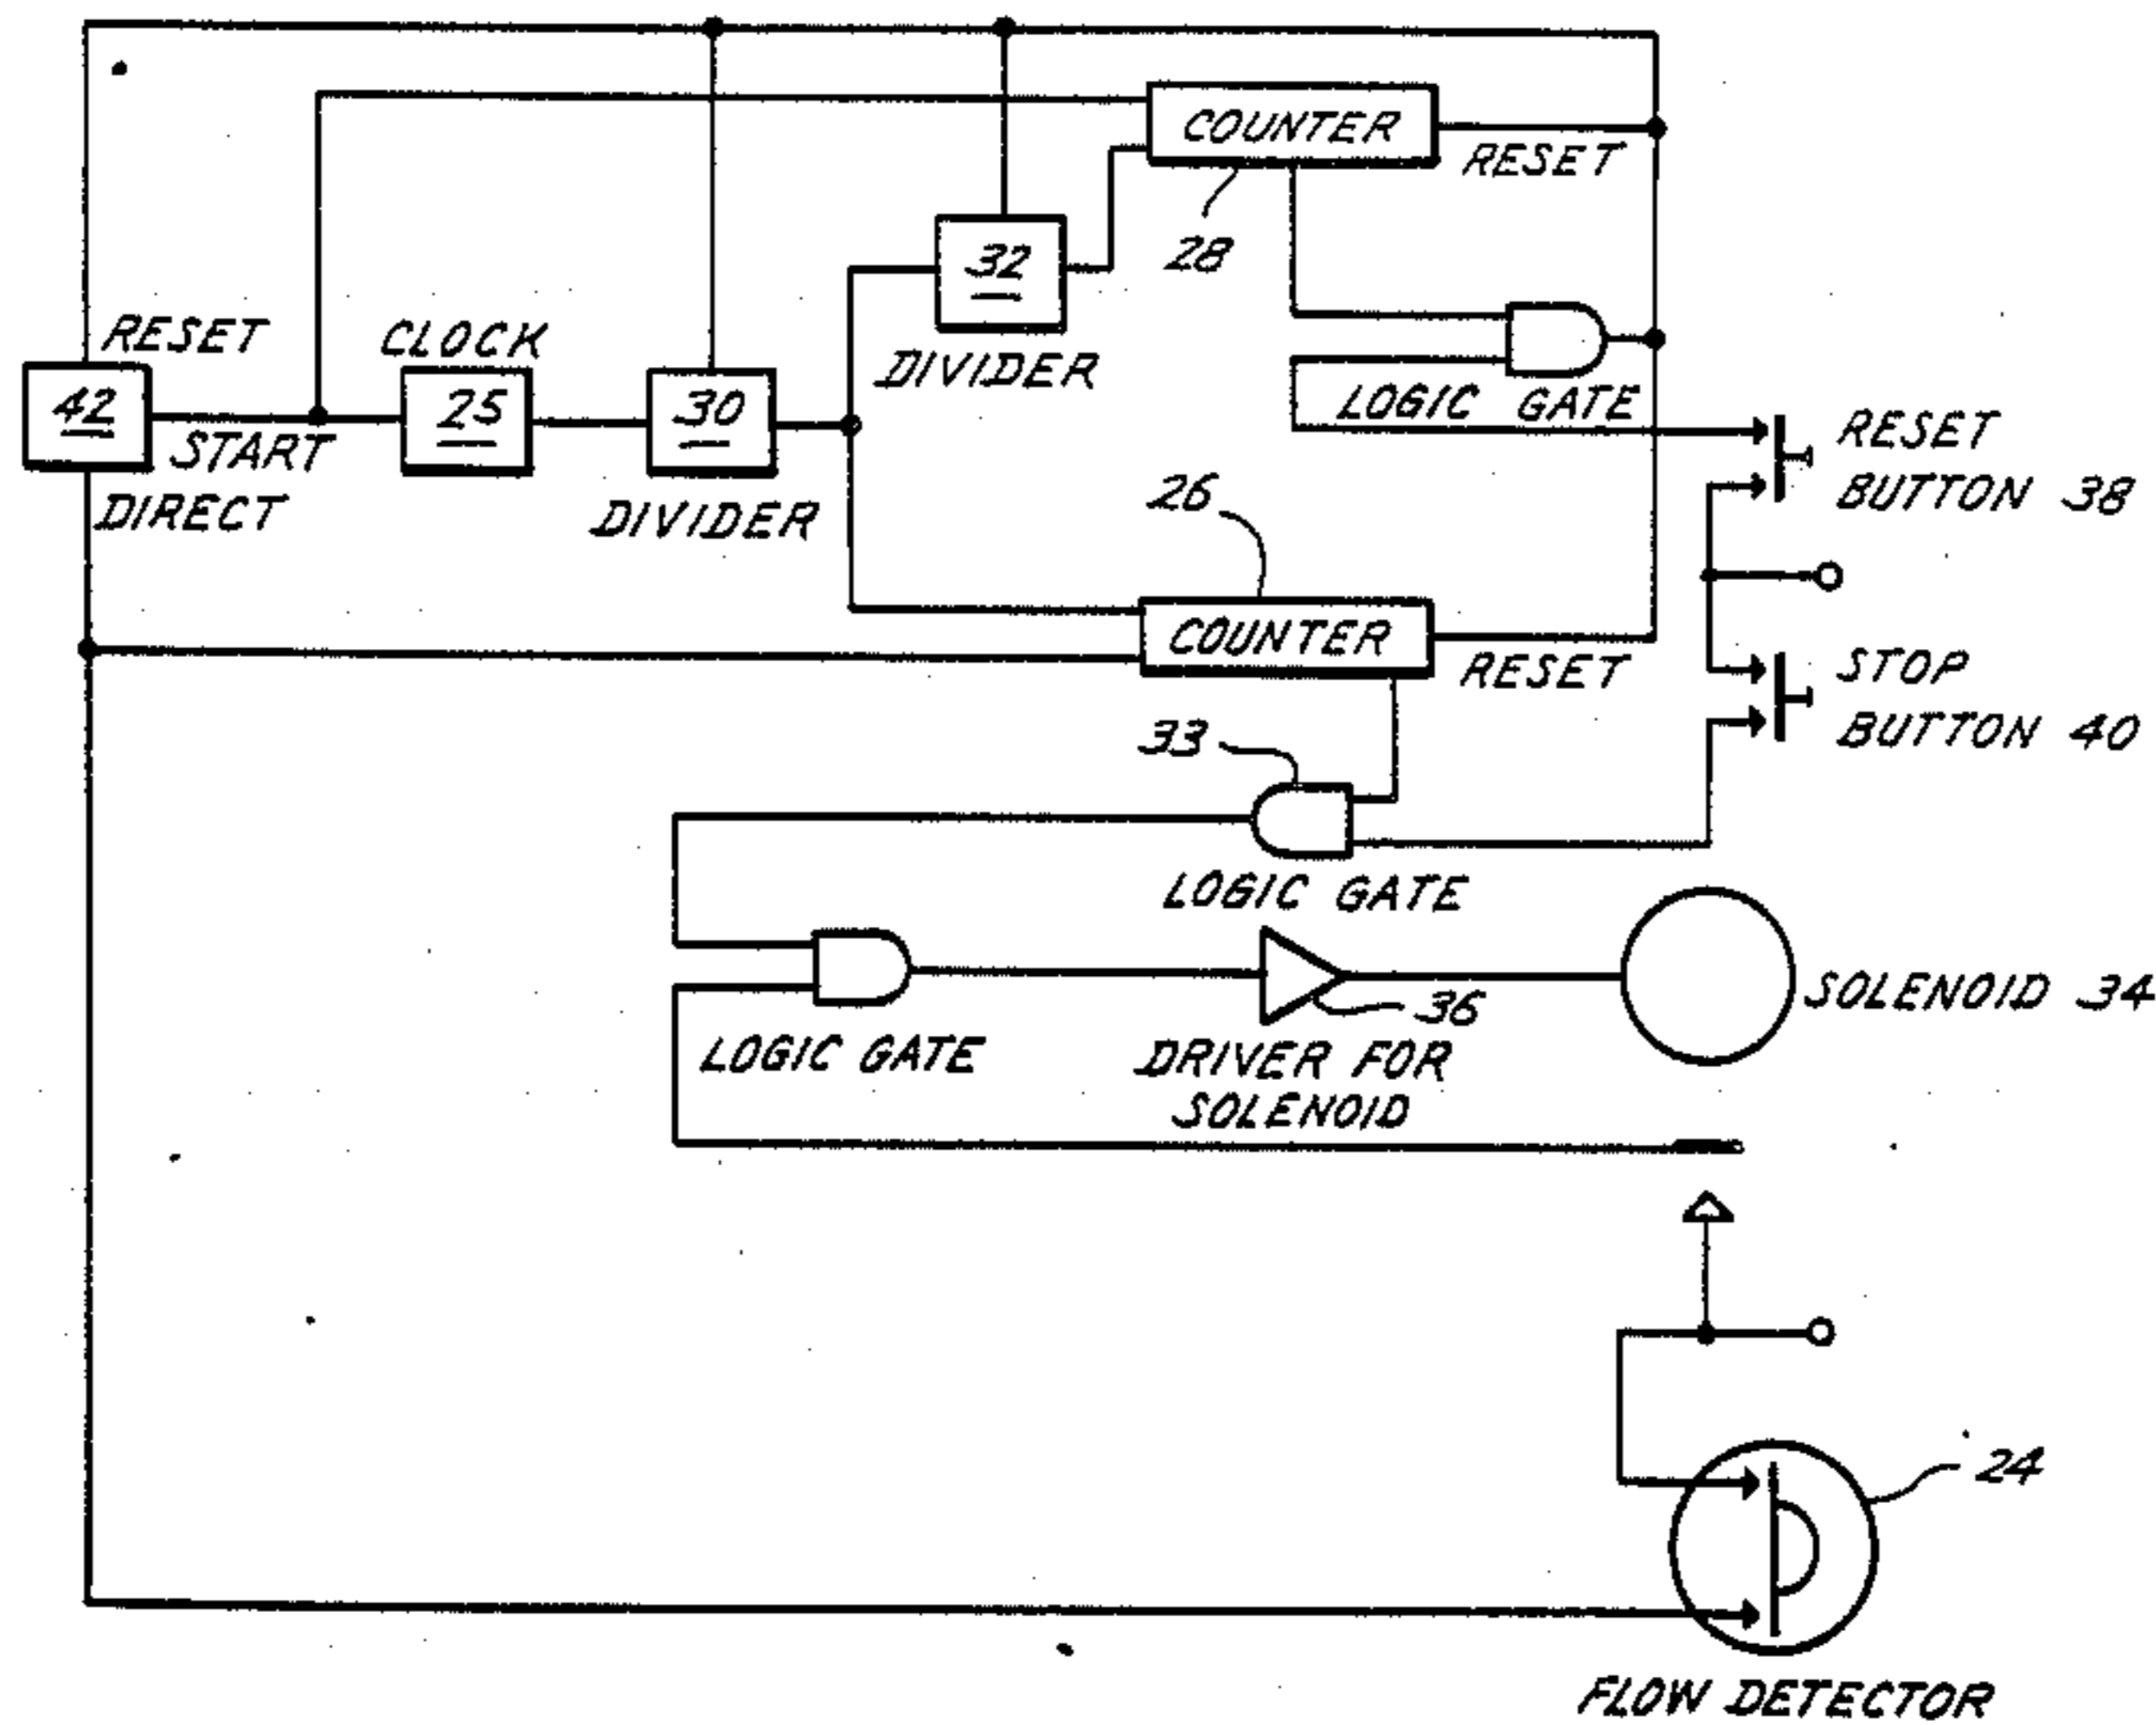 COUNTER
RESET
28
32
DIVIDER
RESET
CLOCK
42
25
30
START
DIRECT
DIVIDER
LOGIC GATE
RESET
BUTTON 38
26
COUNTER
RESET
STOP
BUTTON 40
33
LOGIC GATE
SOLENOID 34
LOGIC GATE
36
DRIVER FOR
SOLENOID
24
FLOW DETECTOR